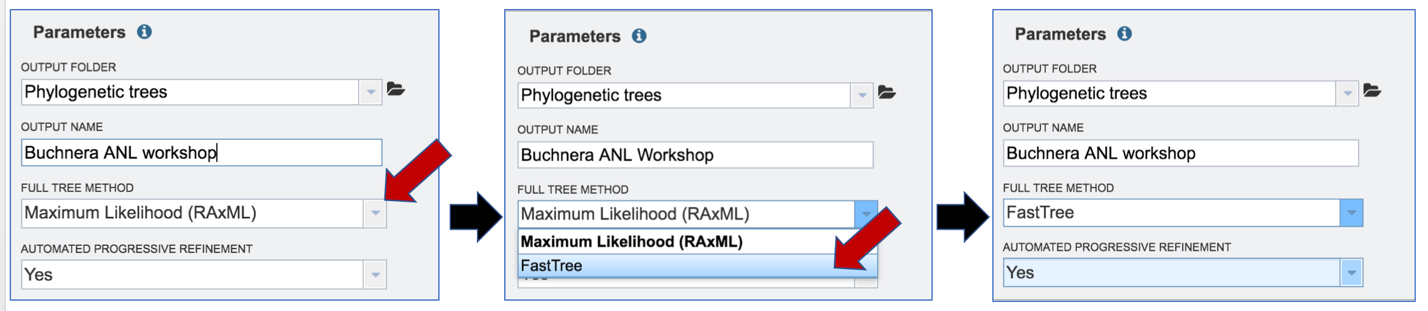 Parameters
OUTPUT FOLDER
Phylogenetic trees
OUTPUT NAME
Buchnera ANL workshop
FULL TREE METHOD
Maximum Likelihood (RAxML)
AUTOMATED PROGRESSIVE REFINEMENT
Yes
Parameters
OUTPUT FOLDER
Phylogenetic trees
OUTPUT NAME
Buchnera ANL Workshop
FULL TREE METHOD
Maximum Likelihood (RAxML)
Maximum Likelihood (RAxML)
FastTree
Parameters
OUTPUT FOLDER
Phylogenetic trees
OUTPUT NAME
Buchnera ANL workshop
FULL TREE METHOD
FastTree
AUTOMATED PROGRESSIVE REFINEMENT
Yes